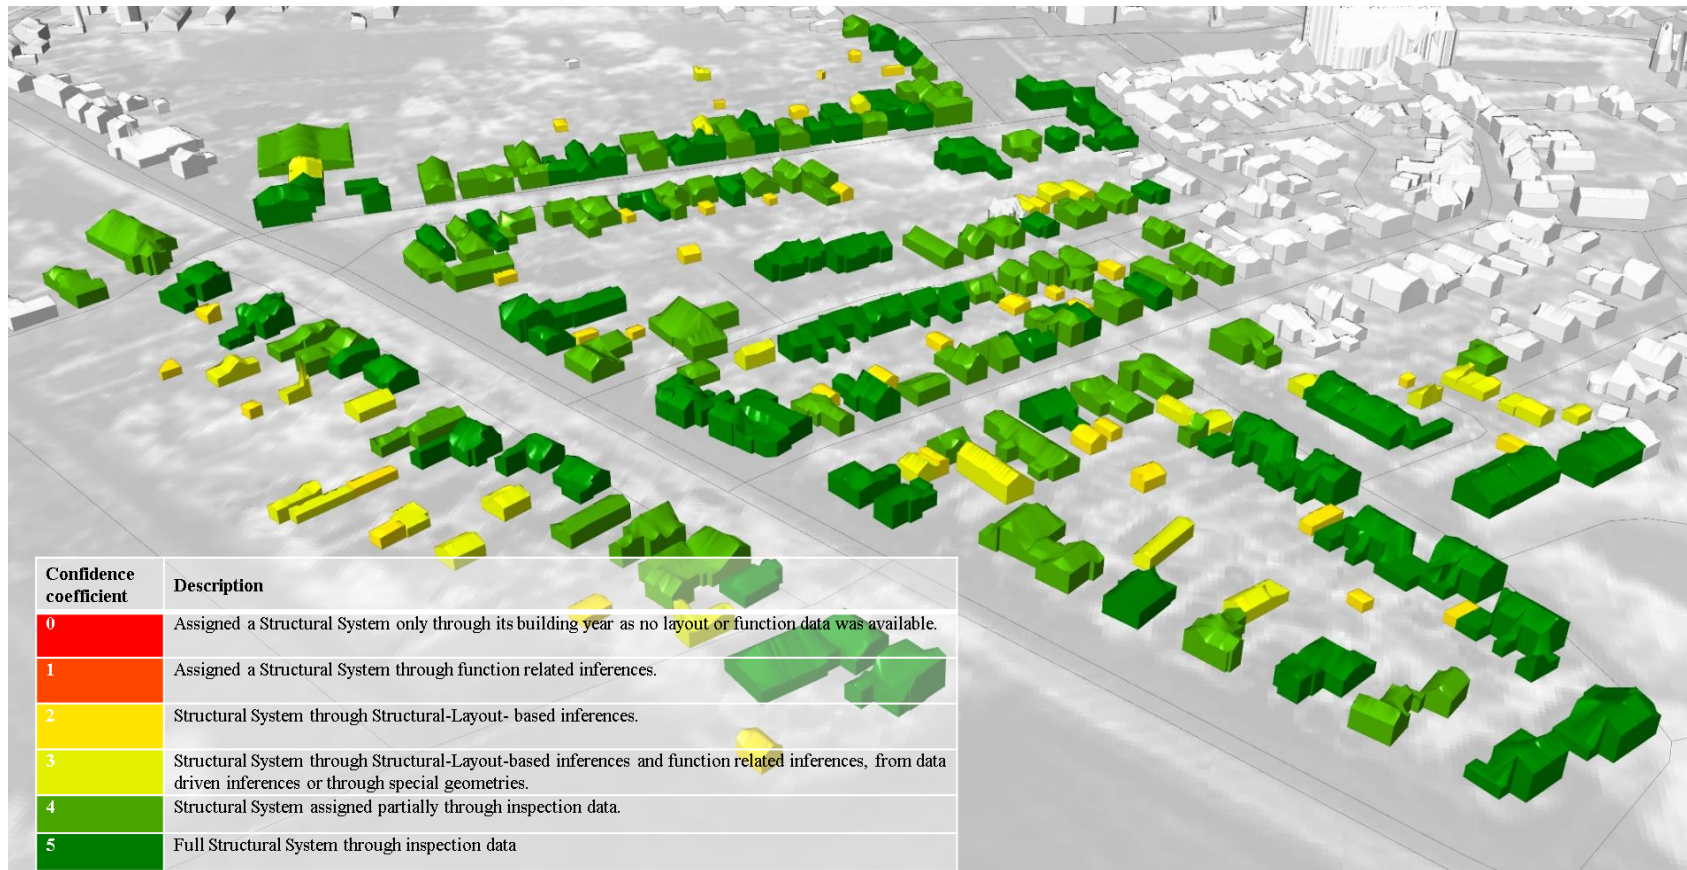 Confidence
coefficient
Description
0
Assigned a Structural System only through its building year as no layout or function data was available.
1
Assigned a Structural System through function related inferences.
2
Structural System through Structural-Layout- based inferences.
3
Structural System through Structural-Layout-based inferences and function related inferences, from data
driven inferences or through special geometries.
4
Structural System assigned partially through inspection data.
5
Full Structural System through inspection data